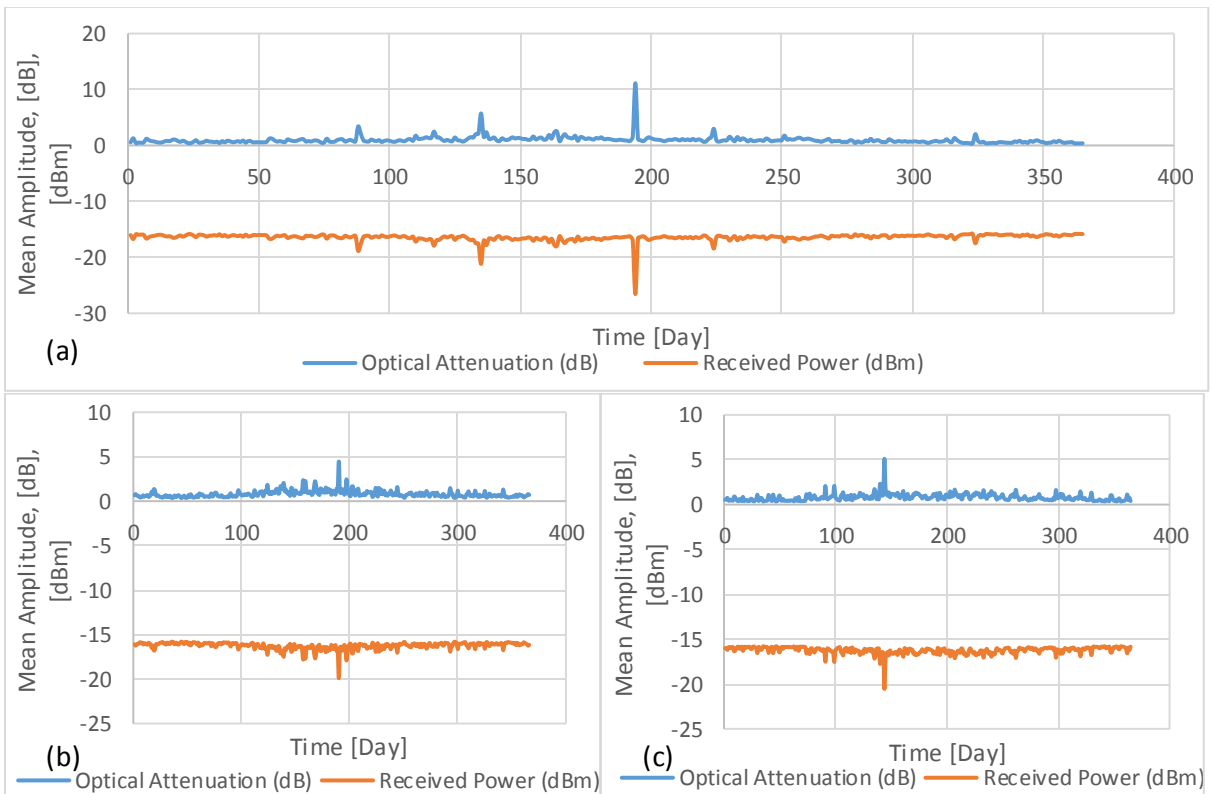 20
10
0
-10
-20
-30
0 50 100 150 200 250 300 350 400
Mean Amplitude, [dB],
[dBm]
Time [Day]
(a)
Optical Attenuation (dB) Received Power (dBm)
10
5
0
-5
-10
-15
-20
-25
0 100 200 300 400
Mean Amplitude, [dB],
[dBm]
Time [Day]
(b)
Optical Attenuation (dB) Received Power (dBm)
10
5
0
-5
-10
-15
-20
-25
0 100 200 300 400
Mean Amplitude, [dB],
[dBm]
Time [Day]
(c)
Optical Attenuation (dB) Received Power (dBm)